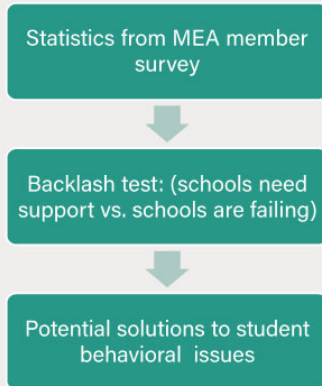 Statistics from MEA member
survey
Backlash test: (schools need
support vs. schools are failing)
Potential solutions to student
behavioral issues